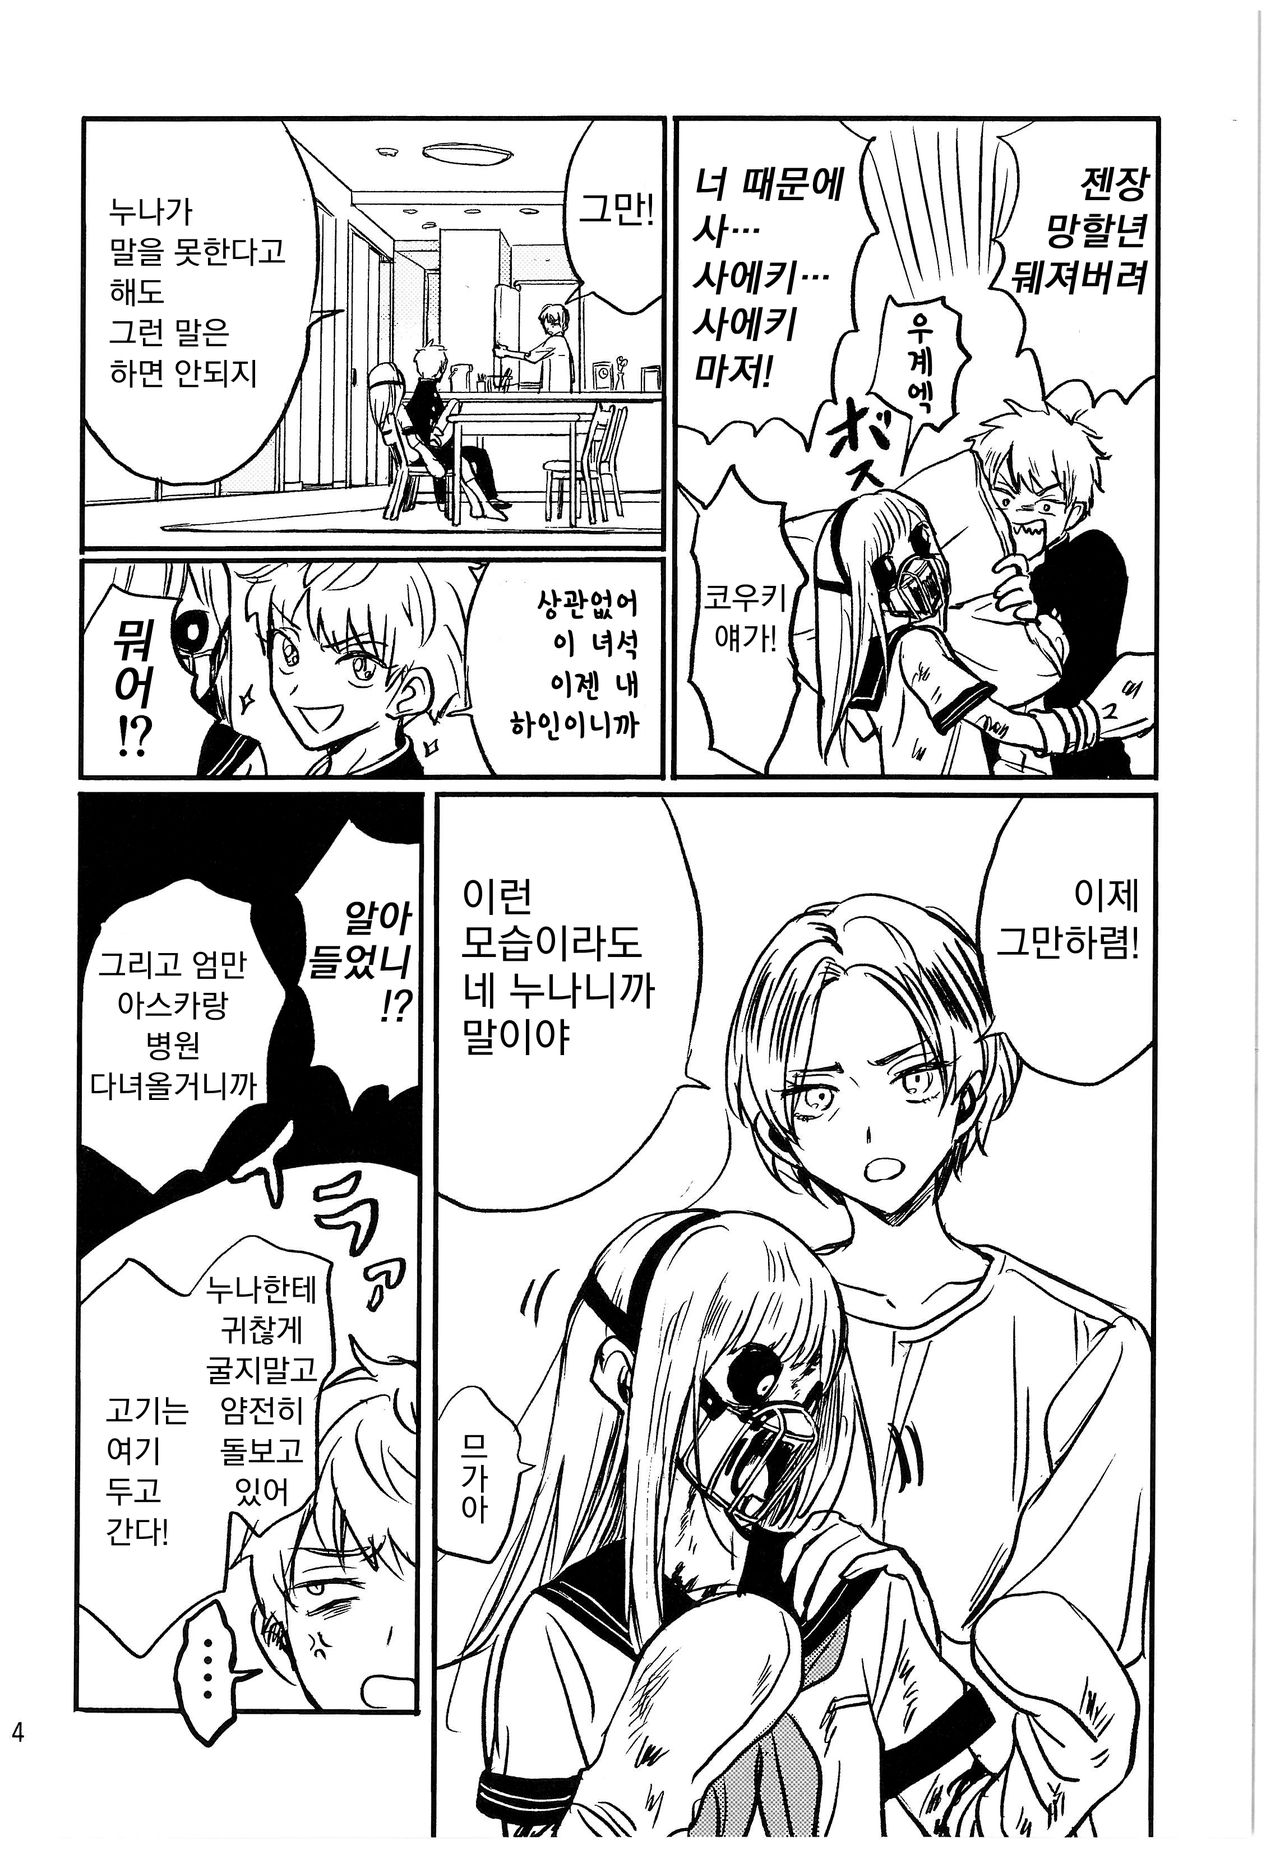 젠장
망할년
뒈져버려
너 때문에
사…
사에키…
사에키
마저!
우계엑
ボス
코우키
얘가!
그만!
누나가
말을 못한다고
해도
그런 말은
하면 안되지
상관없어
이 녀석
이젠 내
하인이니까
뭐
어
!?
이제
그만하렴!
이런
모습이라도
네 누나니까
말이야
므가아
알아
들었니
!?
그리고 엄만
아스카랑
병원
다녀올거니까
イラァ
누나한테
귀찮게
굴지말고
얌전히
돌보고
있어
고기는
여기
두고
간다!
....
4